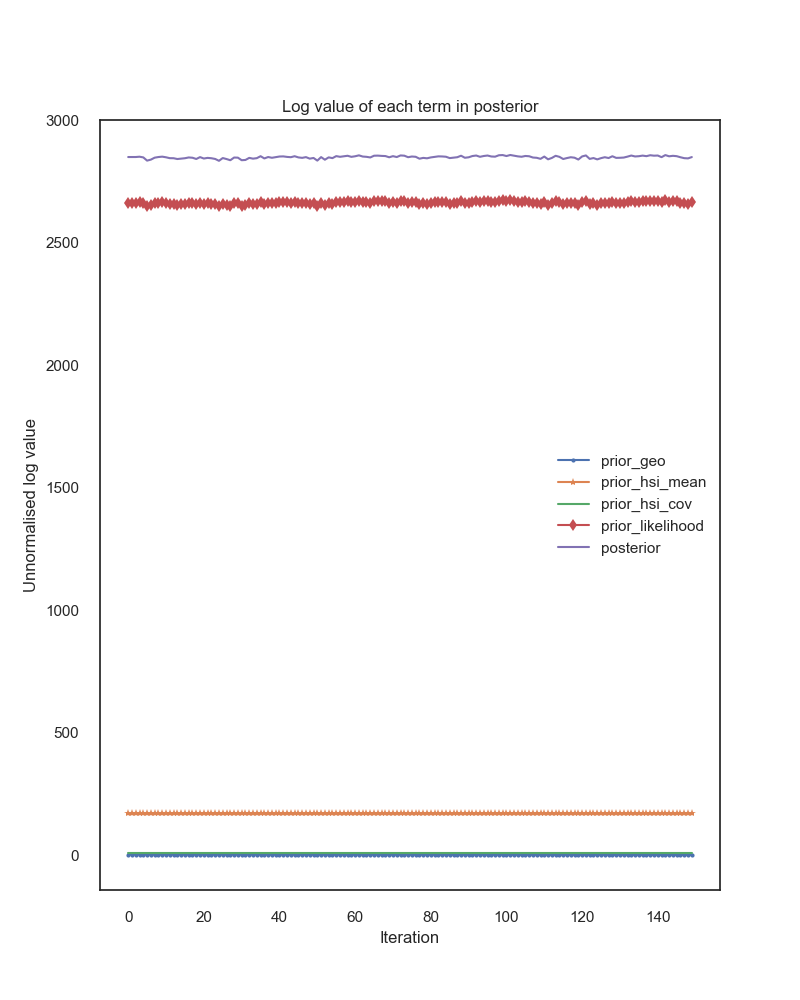 Log value of each term in posterior
3000
2500
2000
1500
1000
500
0
Unnormalised log value
prior_geo
prior_hsi_mean
prior_hsi_cov
prior_likelihood
posterior
0 20 40 60 80 100 120 140
Iteration